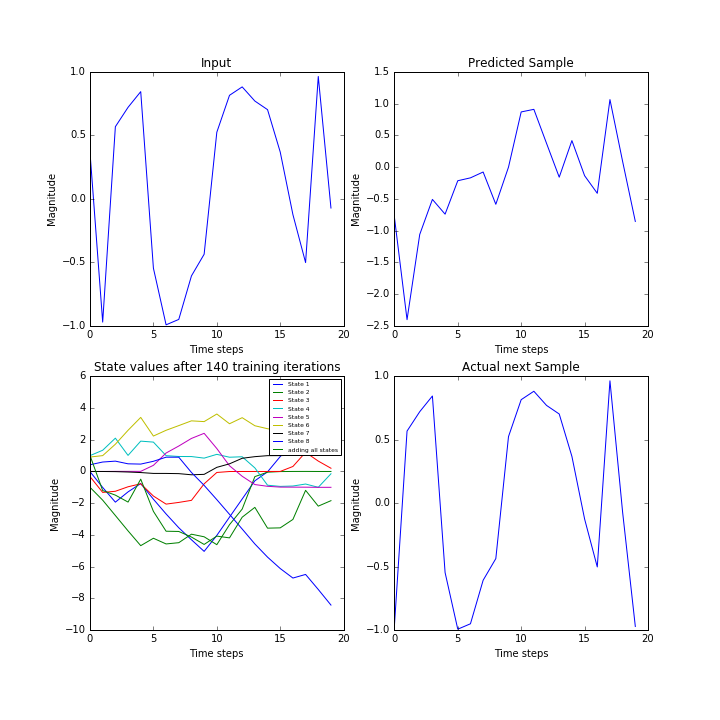 Input
Magnitude
1.0
0.5
0.0
−0.5
−1.0
0 5 10 15 20
Time steps
Predicted Sample
Magnitude
1.5
1.0
0.5
0.0
−0.5
−1.0
−1.5
−2.0
−2.5
0 5 10 15 20
Time steps
State values after 140 training iterations
Magnitude
6
4
2
0
−2
−4
−6
−8
−10
0 5 10 15 20
Time steps
State 1
State 2
State 3
State 4
State 5
State 6
State 7
State 8
adding all states
Actual next Sample
Magnitude
1.0
0.5
0.0
−0.5
−1.0
0 5 10 15 20
Time steps